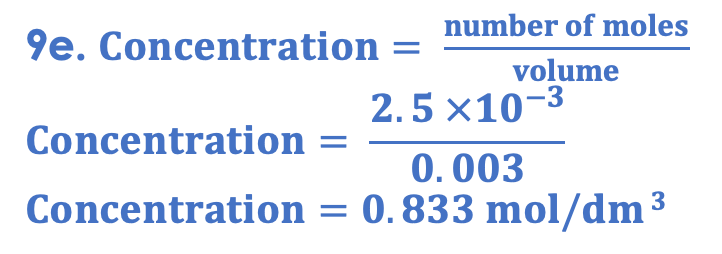 9e. Concentration = number of moles / volume
Concentration = 2.5 ×10⁻³ / 0.003
Concentration = 0.833 mol/dm³